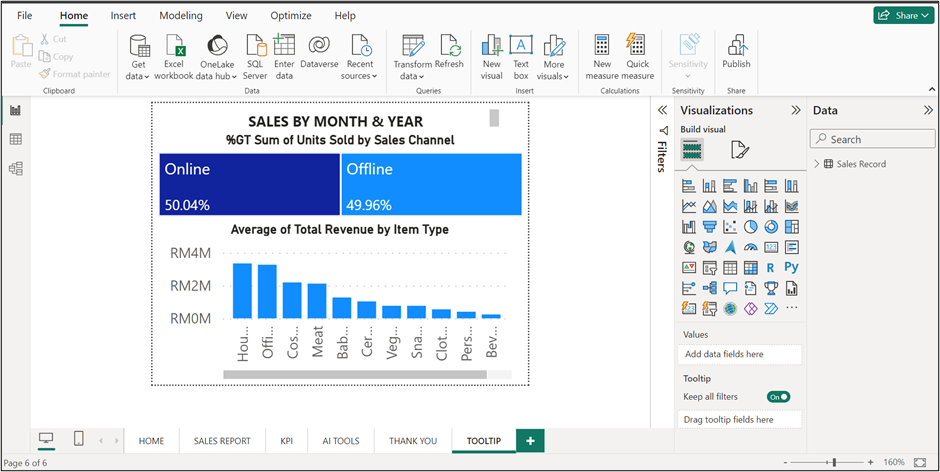 File Home Insert Modeling View Optimize Help Share
Paste
Cut
Copy
Format painter
Clipboard
Get data
Excel workbook
OneLake data hub
SQL Server
Enter data
Dataverse
Recent sources
Data
Transform data
Refresh
Queries
New visual
Text box
More visuals
Insert
New measure
Quick measure
Calculations
Sensitivity
Sensitivity
Publish
Share
SALES BY MONTH & YEAR
%GT Sum of Units Sold by Sales Channel
Online
50.04%
Offline
49.96%
Average of Total Revenue by Item Type
RM4M
RM2M
RM0M
Hou...
Offi...
Cos...
Meat
Bab...
Cer...
Veg...
Sna...
Clot...
Pers...
Bev...
Filters
Visualizations
Build visual
R
Py
Values
Add data fields here
Tooltip
Keep all filters
On
Drag tooltip fields here
Data
Search
Sales Record
HOME SALES REPORT KPI AI TOOLS THANK YOU TOOLTIP
Page 6 of 6
160%